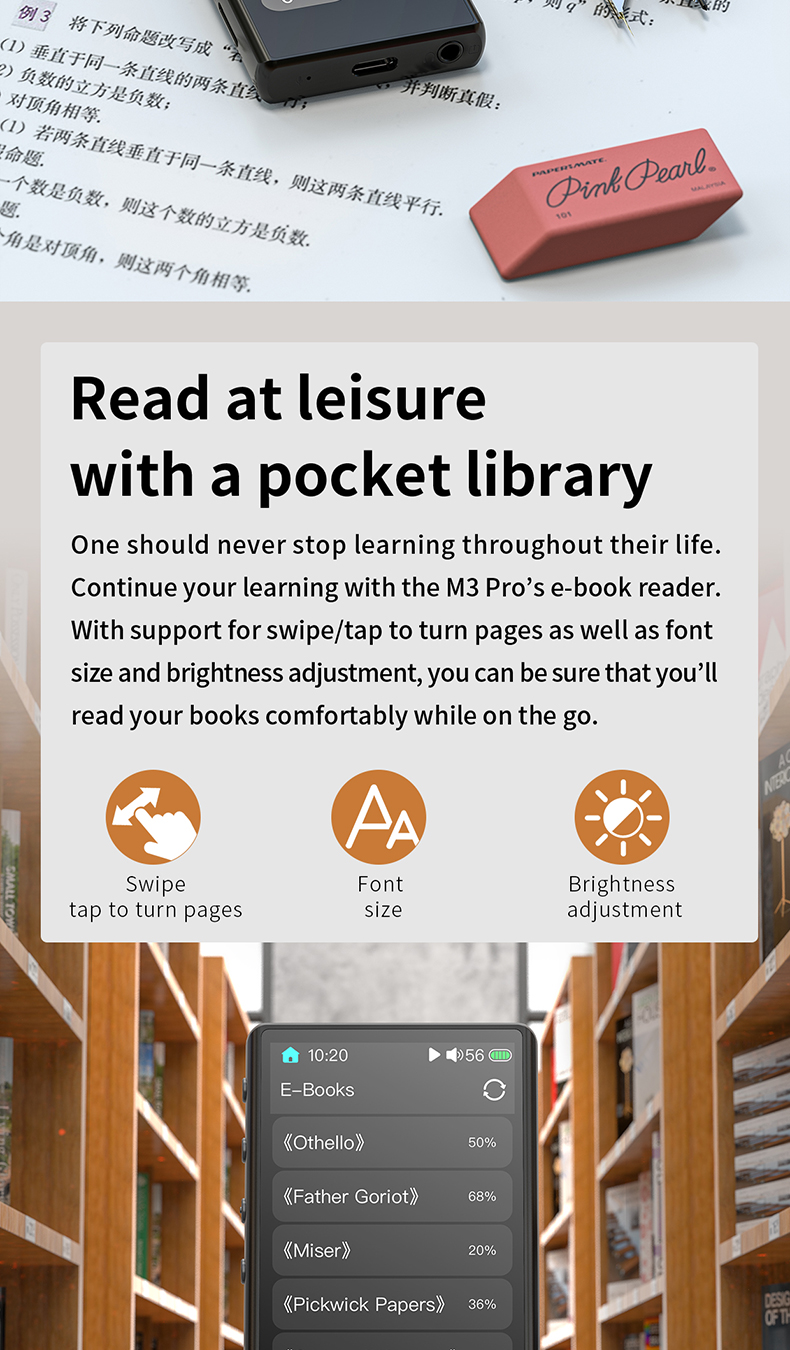 例3 将下列命题改写成“若
p，则q”的形式：
(1) 垂直于同一条直线的两条直线
并判断真假：
2) 负数的立方是负数；
对顶角相等.
(1) 若两条直线垂直于同一条直线，则这两条直线平行.
命题.
一个数是负数，则这个数的立方是负数.
题.
角是对顶角，则这两个角相等.
PAPER MATE.
Pink Pearl®
101
MALAYSIA
Read at leisure
with a pocket library
One should never stop learning throughout their life.
Continue your learning with the M3 Pro’s e-book reader.
With support for swipe/tap to turn pages as well as font
size and brightness adjustment, you can be sure that you’ll
read your books comfortably while on the go.
Swipe
tap to turn pages
Font
size
Brightness
adjustment
SMALL TOWN
10:20 56
E-Books
《Othello》 50%
《Father Goriot》 68%
《Miser》 20%
《Pickwick Papers》 36%